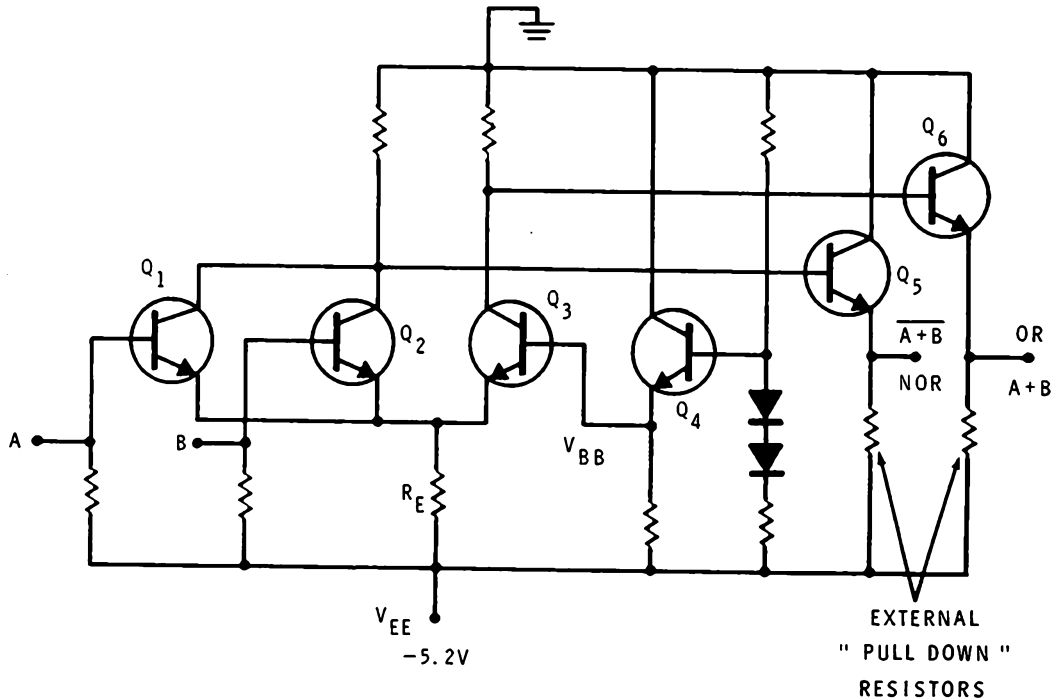 Q6
Q1
Q2
Q3
Q4
Q5
A+B
NOR
OR
A+B
A
B
VBB
RE
VEE
-5.2V
EXTERNAL
" PULL DOWN "
RESISTORS